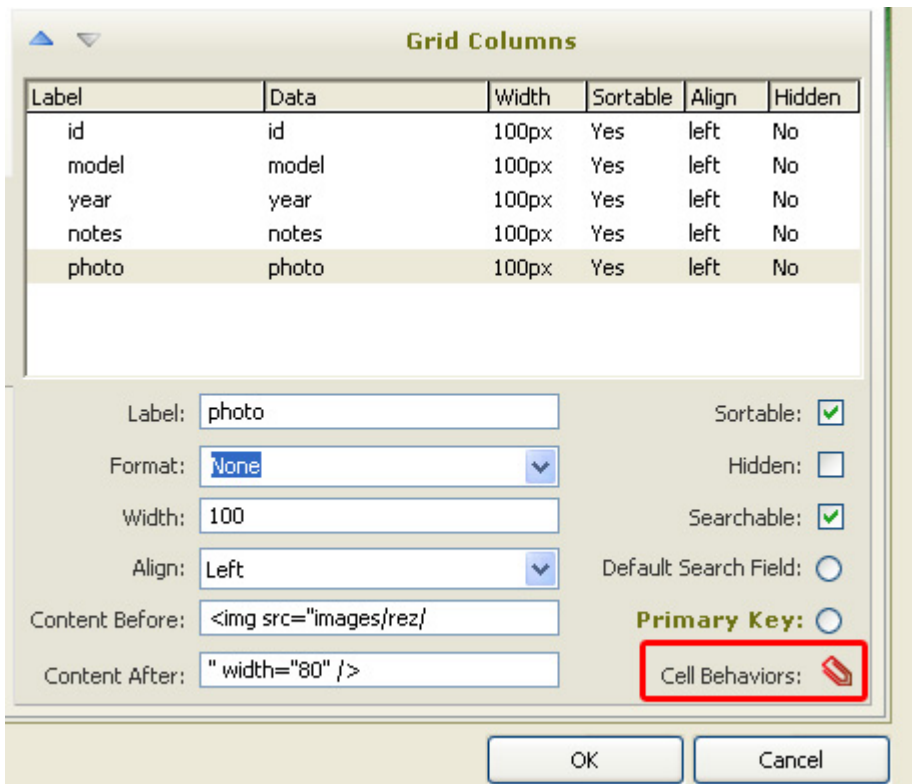 Grid Columns
Label Data Width Sortable Align Hidden
id id 100px Yes left No
model model 100px Yes left No
year year 100px Yes left No
notes notes 100px Yes left No
photo photo 100px Yes left No
Label: photo Sortable:
Format: None Hidden:
Width: 100 Searchable:
Align: Left Default Search Field:
Content Before: <img src="images/rez/ Primary Key:
Content After: " width="80" /> Cell Behaviors:
OK Cancel